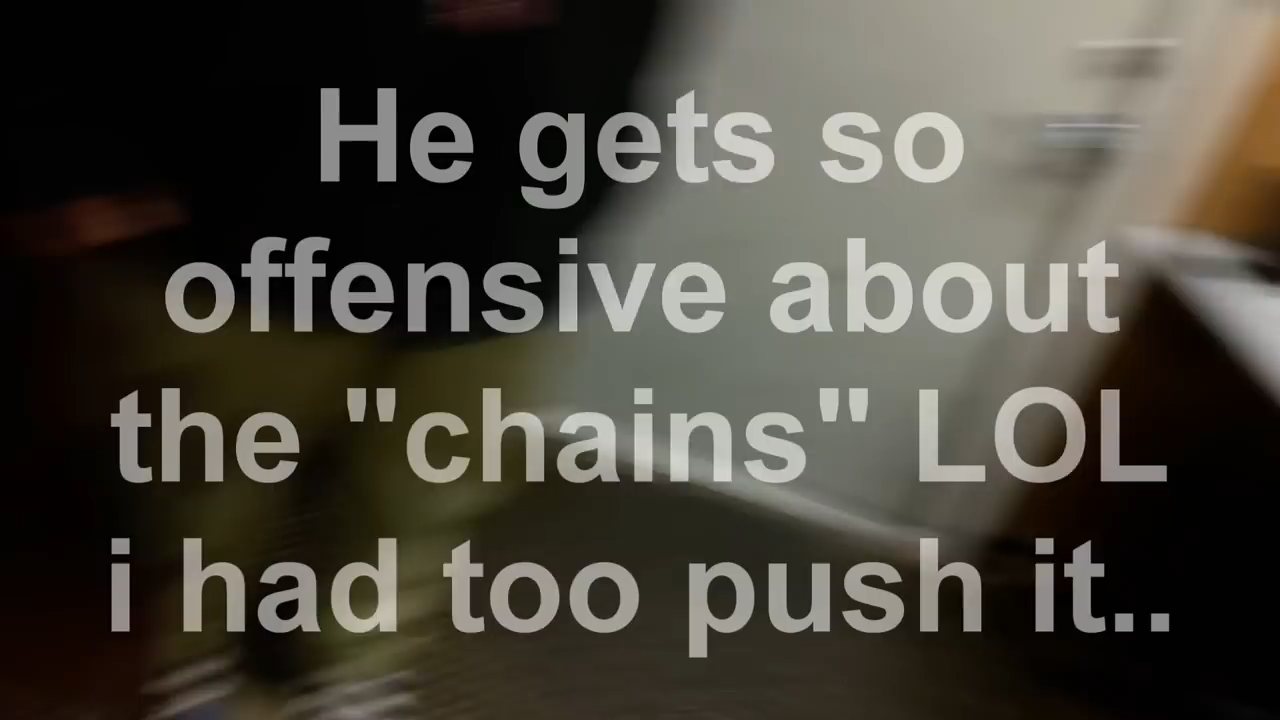 He gets so
offensive about
the "chains" LOL
i had too push it..